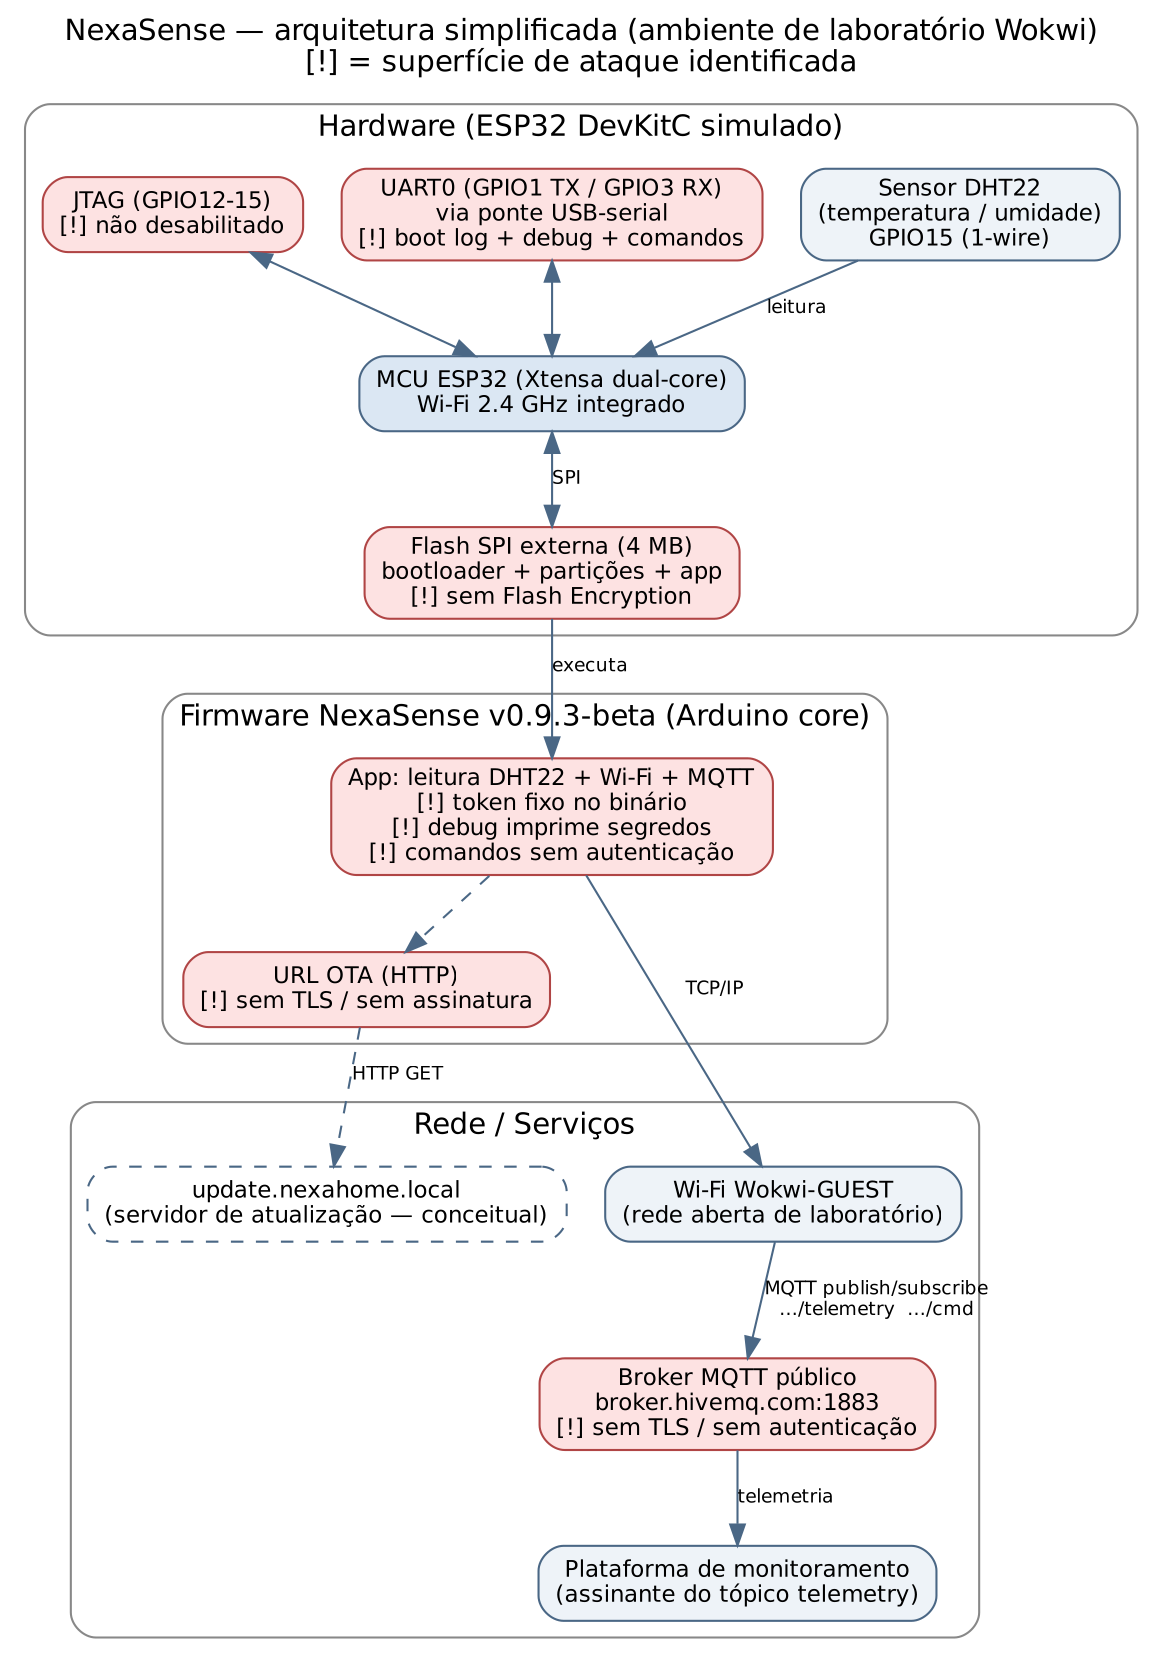 NexaSense — arquitetura simplificada (ambiente de laboratório Wokwi)
[!] = superfície de ataque identificada
Hardware (ESP32 DevKitC simulado)
JTAG (GPIO12-15)
[!] não desabilitado
UART0 (GPIO1 TX / GPIO3 RX)
via ponte USB-serial
[!] boot log + debug + comandos
Sensor DHT22
(temperatura / umidade)
GPIO15 (1-wire)
leitura
MCU ESP32 (Xtensa dual-core)
Wi-Fi 2.4 GHz integrado
SPI
Flash SPI externa (4 MB)
bootloader + partições + app
[!] sem Flash Encryption
executa
Firmware NexaSense v0.9.3-beta (Arduino core)
App: leitura DHT22 + Wi-Fi + MQTT
[!] token fixo no binário
[!] debug imprime segredos
[!] comandos sem autenticação
URL OTA (HTTP)
[!] sem TLS / sem assinatura
TCP/IP
HTTP GET
Rede / Serviços
update.nexahome.local
(servidor de atualização — conceitual)
Wi-Fi Wokwi-GUEST
(rede aberta de laboratório)
MQTT publish/subscribe
.../telemetry .../cmd
Broker MQTT público
broker.hivemq.com:1883
[!] sem TLS / sem autenticação
telemetria
Plataforma de monitoramento
(assinante do tópico telemetry)